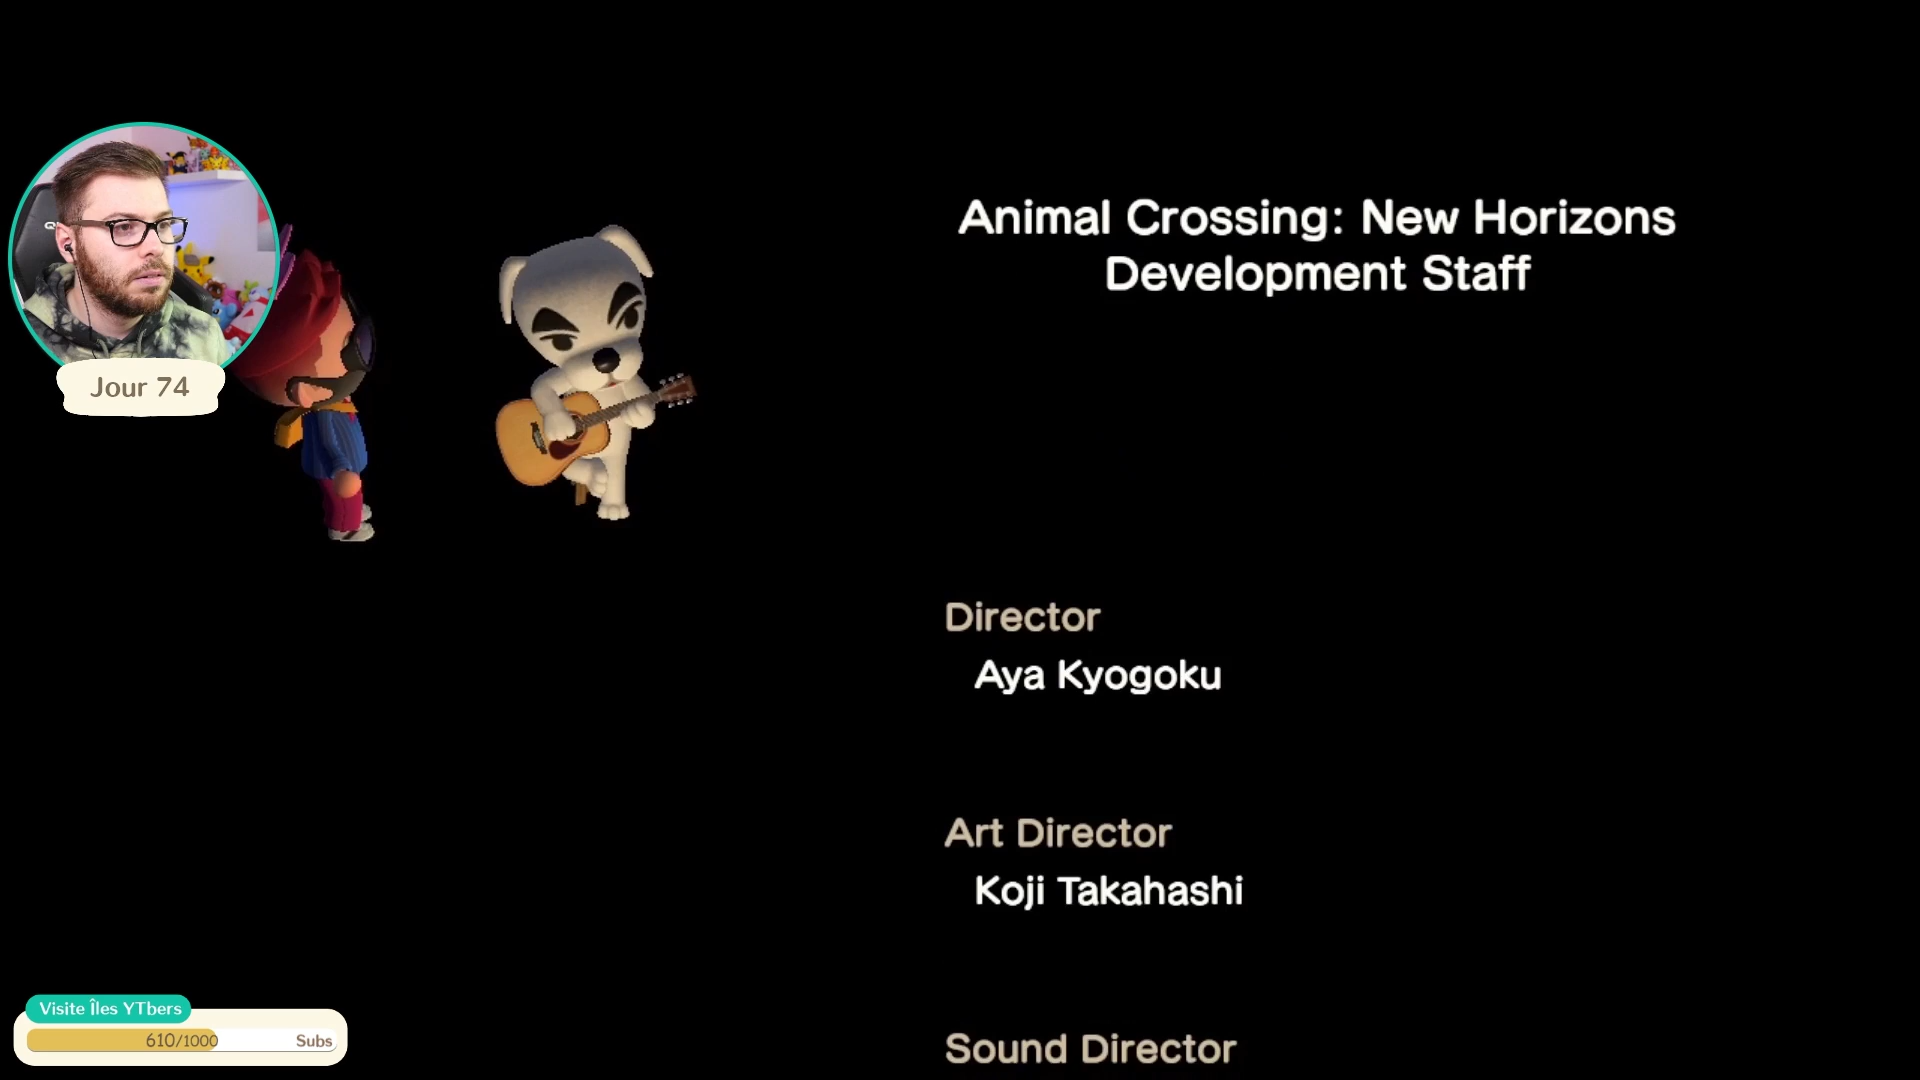 Animal Crossing: New Horizons
Development Staff
Jour 74
Director
Aya Kyogoku
Art Director
Koji Takahashi
Sound Director
Visite Îles YTbers
610/1000
Subs